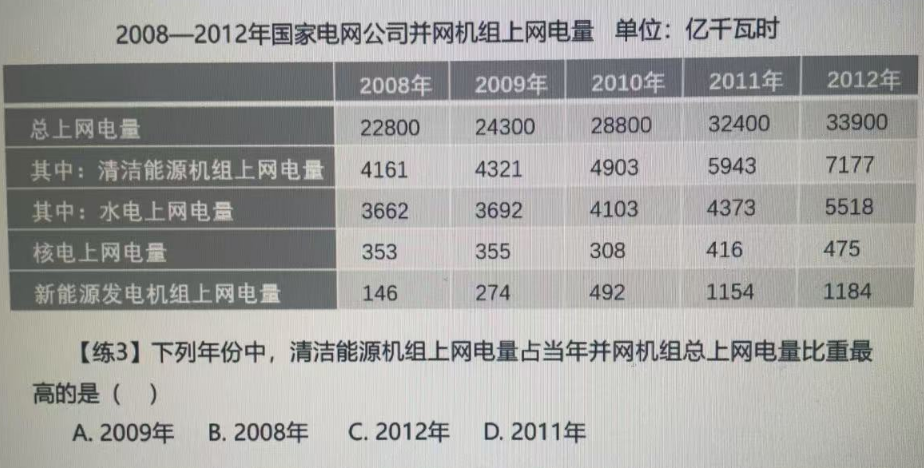 2008—2012年国家电网公司并网机组上网电量 单位：亿千瓦时
2008年 2009年 2010年 2011年 2012年
总上网电量 22800 24300 28800 32400 33900
其中：清洁能源机组上网电量 4161 4321 4903 5943 7177
其中：水电上网电量 3662 3692 4103 4373 5518
核电上网电量 353 355 308 416 475
新能源发电机组上网电量 146 274 492 1154 1184
【练3】下列年份中，清洁能源机组上网电量占当年并网机组总上网电量比重最
高的是（ ）
A. 2009年 B. 2008年 C. 2012年 D. 2011年